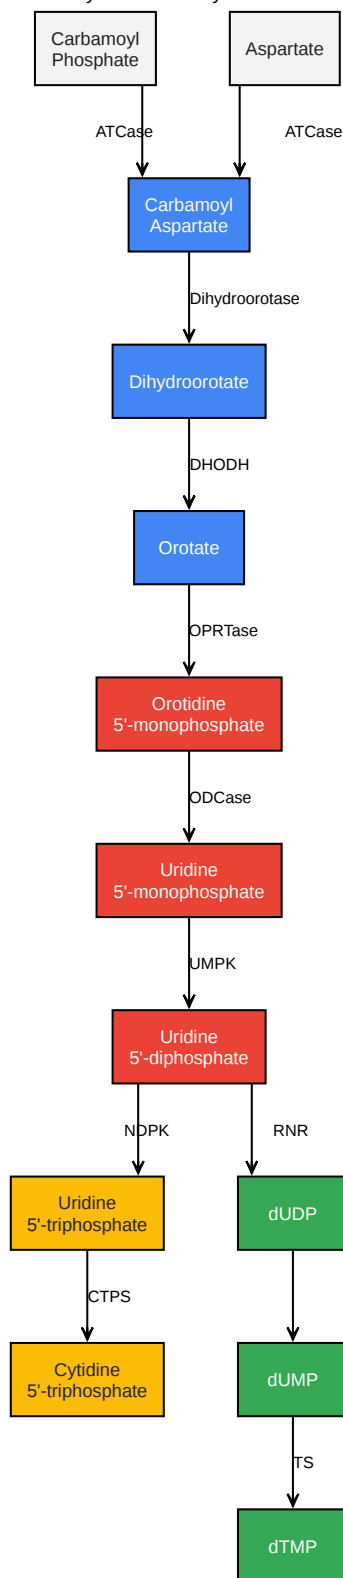 Carbamoyl
Phosphate
Aspartate
ATCase
ATCase
Carbamoyl
Aspartate
Dihydroorotase
Dihydroorotate
DHODH
Orotate
OPRTase
Orotidine
5'-monophosphate
ODCase
Uridine
5'-monophosphate
UMPK
Uridine
5'-diphosphate
NDPK
RNR
Uridine
5'-triphosphate
dUDP
CTPS
Cytidine
5'-triphosphate
dUMP
TS
dTMP